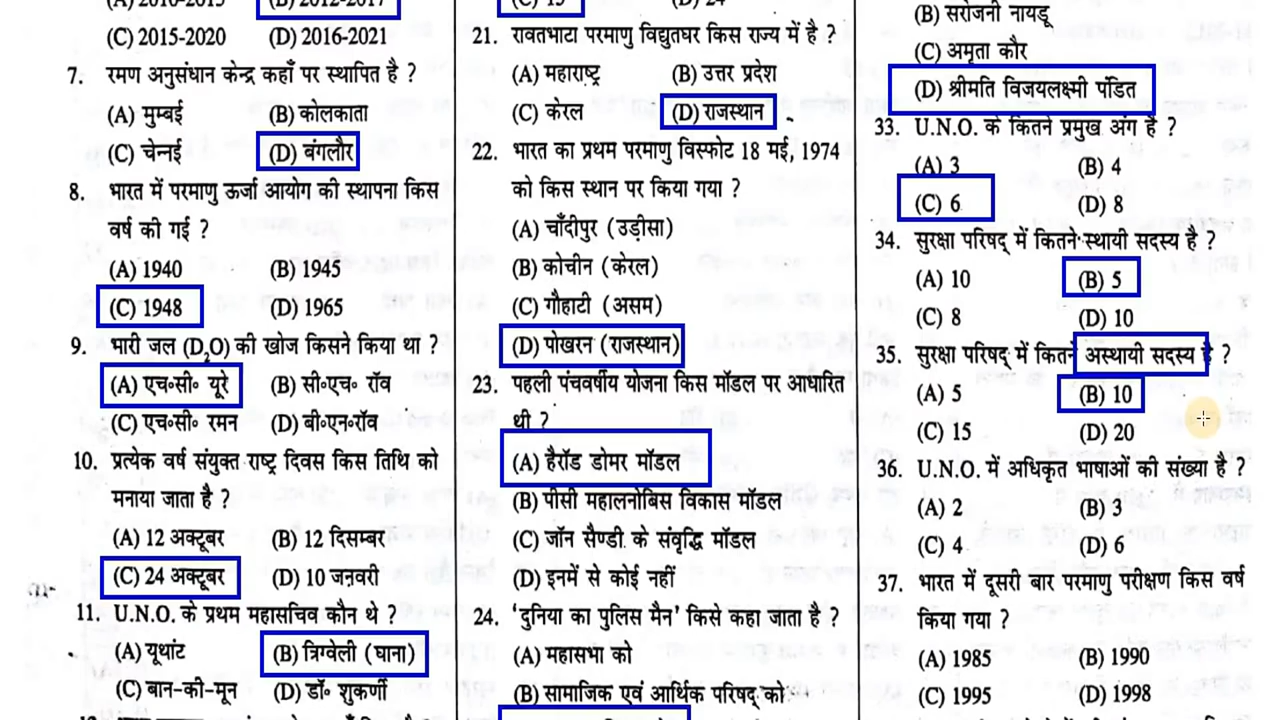 (B) 2012-2017
(C) 2015-2020 (D) 2016-2021
7. रमण अनुसंधान केन्द्र कहाँ पर स्थापित है ?
(A) मुम्बई (B) कोलकाता
(C) चेन्नई (D) बंगलौर
8. भारत में परमाणु ऊर्जा आयोग की स्थापना किस
वर्ष की गई ?
(A) 1940 (B) 1945
(C) 1948 (D) 1965
9. भारी जल (D₂O) की खोज किसने किया था ?
(A) एच॰सी॰ यूरे (B) सी॰एच॰ रॉव
(C) एच॰सी॰ रमन (D) बी॰एन॰रॉव
10. प्रत्येक वर्ष संयुक्त राष्ट्र दिवस किस तिथि को
मनाया जाता है ?
(A) 12 अक्टूबर (B) 12 दिसम्बर
(C) 24 अक्टूबर (D) 10 जनवरी
11. U.N.O. के प्रथम महासचिव कौन थे ?
(A) यूथांट (B) त्रिग्वेली (घाना)
(C) बान-की-मून (D) डॉ॰ शुकर्णो
21. रावतभाटा परमाणु विद्युतघर किस राज्य में है ?
(A) महाराष्ट्र (B) उत्तर प्रदेश
(C) केरल (D) राजस्थान
22. भारत का प्रथम परमाणु विस्फोट 18 मई, 1974
को किस स्थान पर किया गया ?
(A) चाँदीपुर (उड़ीसा)
(B) कोचीन (केरल)
(C) गौहाटी (असम)
(D) पोखरन (राजस्थान)
23. पहली पंचवर्षीय योजना किस मॉडल पर आधारित
थी ?
(A) हैरॉड डोमर मॉडल
(B) पीसी महालनोबिस विकास मॉडल
(C) जॉन सैण्डी के संवृद्धि मॉडल
(D) इनमें से कोई नहीं
24. ‘दुनिया का पुलिस मैन’ किसे कहा जाता है ?
(A) महासभा को
(B) सामाजिक एवं आर्थिक परिषद् को
(B) सरोजनी नायडू
(C) अमृता कौर
(D) श्रीमति विजयलक्ष्मी पंडित
33. U.N.O. के कितने प्रमुख अंग है ?
(A) 3 (B) 4
(C) 6 (D) 8
34. सुरक्षा परिषद् में कितने स्थायी सदस्य है ?
(A) 10 (B) 5
(C) 8 (D) 10
35. सुरक्षा परिषद् में कितने अस्थायी सदस्य है ?
(A) 5 (B) 10
(C) 15 (D) 20
36. U.N.O. में अधिकृत भाषाओं की संख्या है ?
(A) 2 (B) 3
(C) 4 (D) 6
37. भारत में दूसरी बार परमाणु परीक्षण किस वर्ष
किया गया ?
(A) 1985 (B) 1990
(C) 1995 (D) 1998